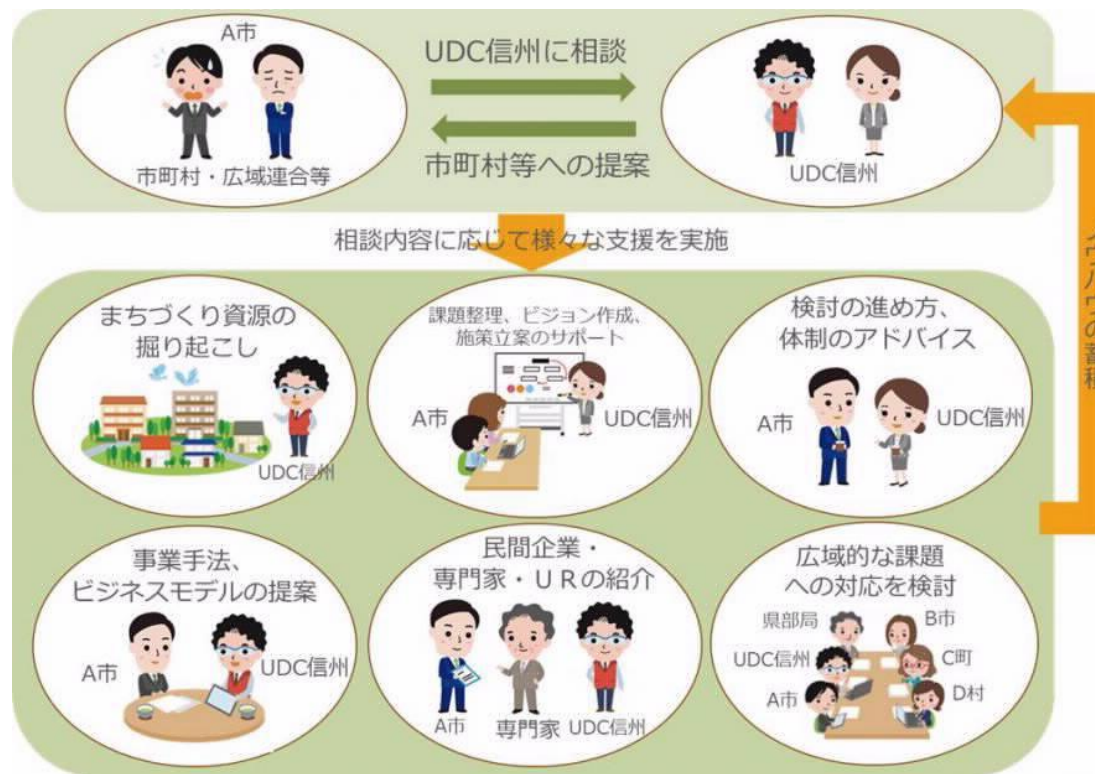 A市
市町村・広域連合等
UDC信州に相談
市町村等への提案
UDC信州
相談内容に応じて様々な支援を実施
まちづくり資源の
掘り起こし
UDC信州
課題整理、ビジョン作成、
施策立案のサポート
A市
UDC信州
検討の進め方、
体制のアドバイス
A市
UDC信州
事業手法、
ビジネスモデルの提案
A市
UDC信州
民間企業・
専門家・ＵＲの紹介
A市
専門家
UDC信州
広域的な課題
への対応を検討
県部局
B市
UDC信州
C町
A市
D村
ノウハウの蓄積